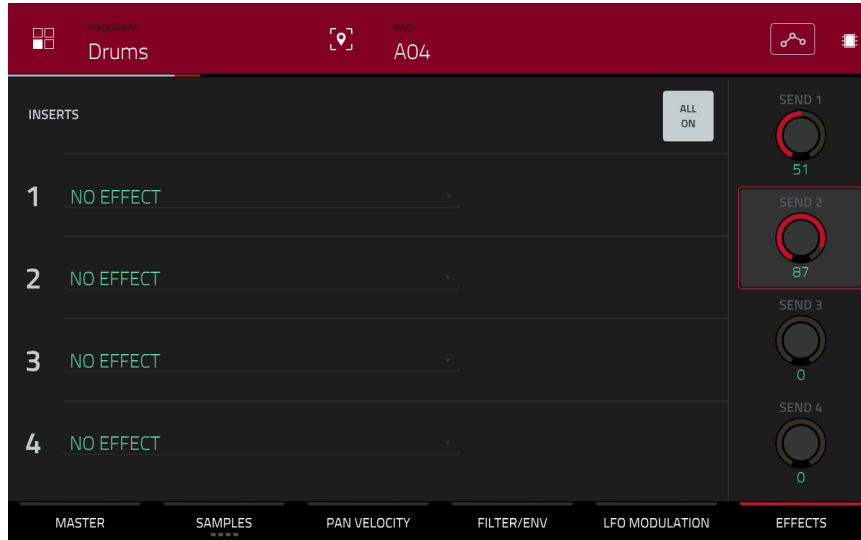 PROGRAM
Drums
PAD
A04
INSERTS
ALL
ON
1 NO EFFECT
2 NO EFFECT
3 NO EFFECT
4 NO EFFECT
SEND 1
51
SEND 2
87
SEND 3
0
SEND 4
0
MASTER SAMPLES PAN VELOCITY FILTER/ENV LFO MODULATION EFFECTS